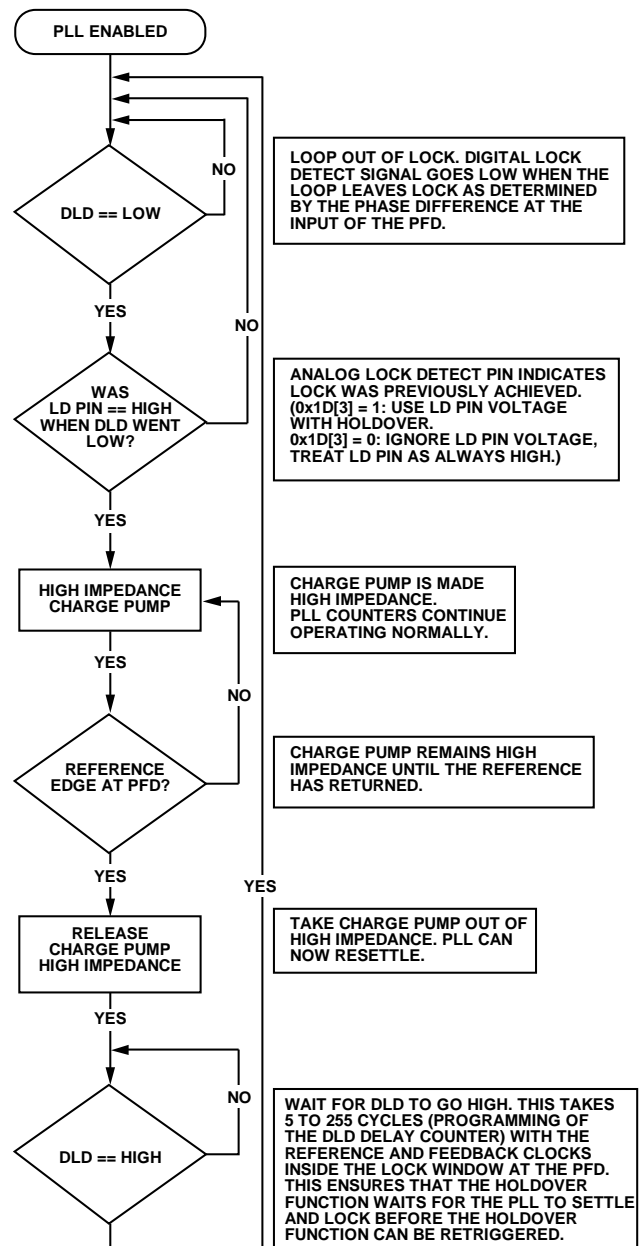 PLL ENABLED
NO
DLD == LOW
LOOP OUT OF LOCK. DIGITAL LOCK
DETECT SIGNAL GOES LOW WHEN THE
LOOP LEAVES LOCK AS DETERMINED
BY THE PHASE DIFFERENCE AT THE
INPUT OF THE PFD.
YES
NO
WAS
LD PIN == HIGH
WHEN DLD WENT
LOW?
ANALOG LOCK DETECT PIN INDICATES
LOCK WAS PREVIOUSLY ACHIEVED.
(0x1D[3] = 1: USE LD PIN VOLTAGE
WITH HOLDOVER.
0x1D[3] = 0: IGNORE LD PIN VOLTAGE,
TREAT LD PIN AS ALWAYS HIGH.)
YES
HIGH IMPEDANCE
CHARGE PUMP
CHARGE PUMP IS MADE
HIGH IMPEDANCE.
PLL COUNTERS CONTINUE
OPERATING NORMALLY.
YES
NO
REFERENCE
EDGE AT PFD?
CHARGE PUMP REMAINS HIGH
IMPEDANCE UNTIL THE REFERENCE
HAS RETURNED.
YES
YES
RELEASE
CHARGE PUMP
HIGH IMPEDANCE
TAKE CHARGE PUMP OUT OF
HIGH IMPEDANCE. PLL CAN
NOW RESETTLE.
YES
NO
DLD == HIGH
WAIT FOR DLD TO GO HIGH. THIS TAKES
5 TO 255 CYCLES (PROGRAMMING OF
THE DLD DELAY COUNTER) WITH THE
REFERENCE AND FEEDBACK CLOCKS
INSIDE THE LOCK WINDOW AT THE PFD.
THIS ENSURES THAT THE HOLDOVER
FUNCTION WAITS FOR THE PLL TO SETTLE
AND LOCK BEFORE THE HOLDOVER
FUNCTION CAN BE RETRIGGERED.